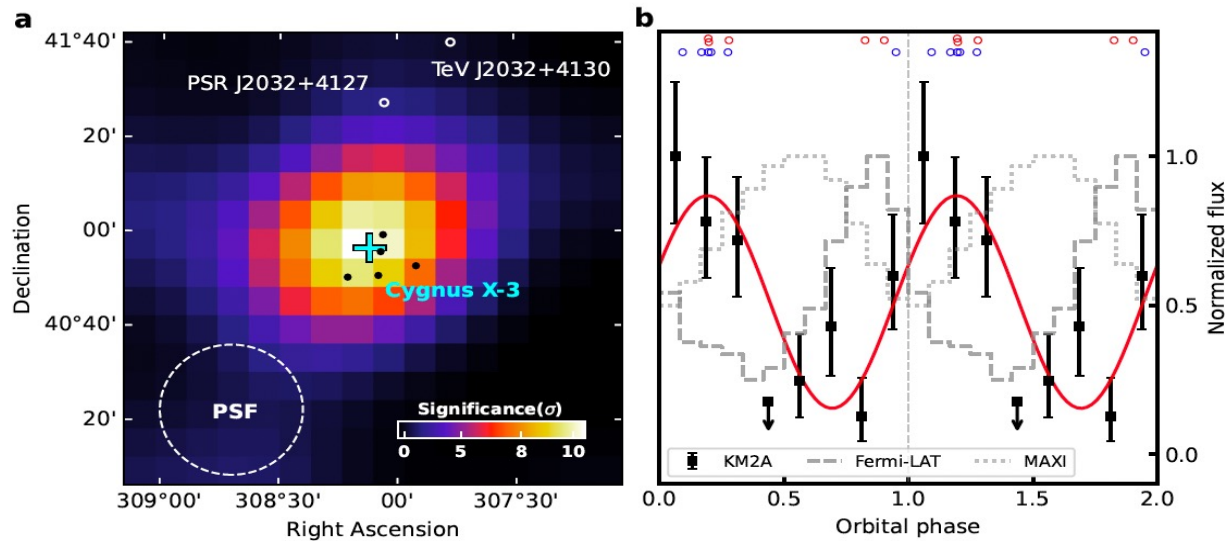 a
41°40'
20'
00'
40°40'
20'
Declination
PSR J2032+4127
TeV J2032+4130
Cygnus X-3
PSF
Significance(σ)
0 5 8 10
309°00' 308°30' 00' 307°30'
Right Ascension
b
1.0
0.5
0.0
Normalized flux
KM2A Fermi-LAT MAXI
0.0 0.5 1.0 1.5 2.0
Orbital phase